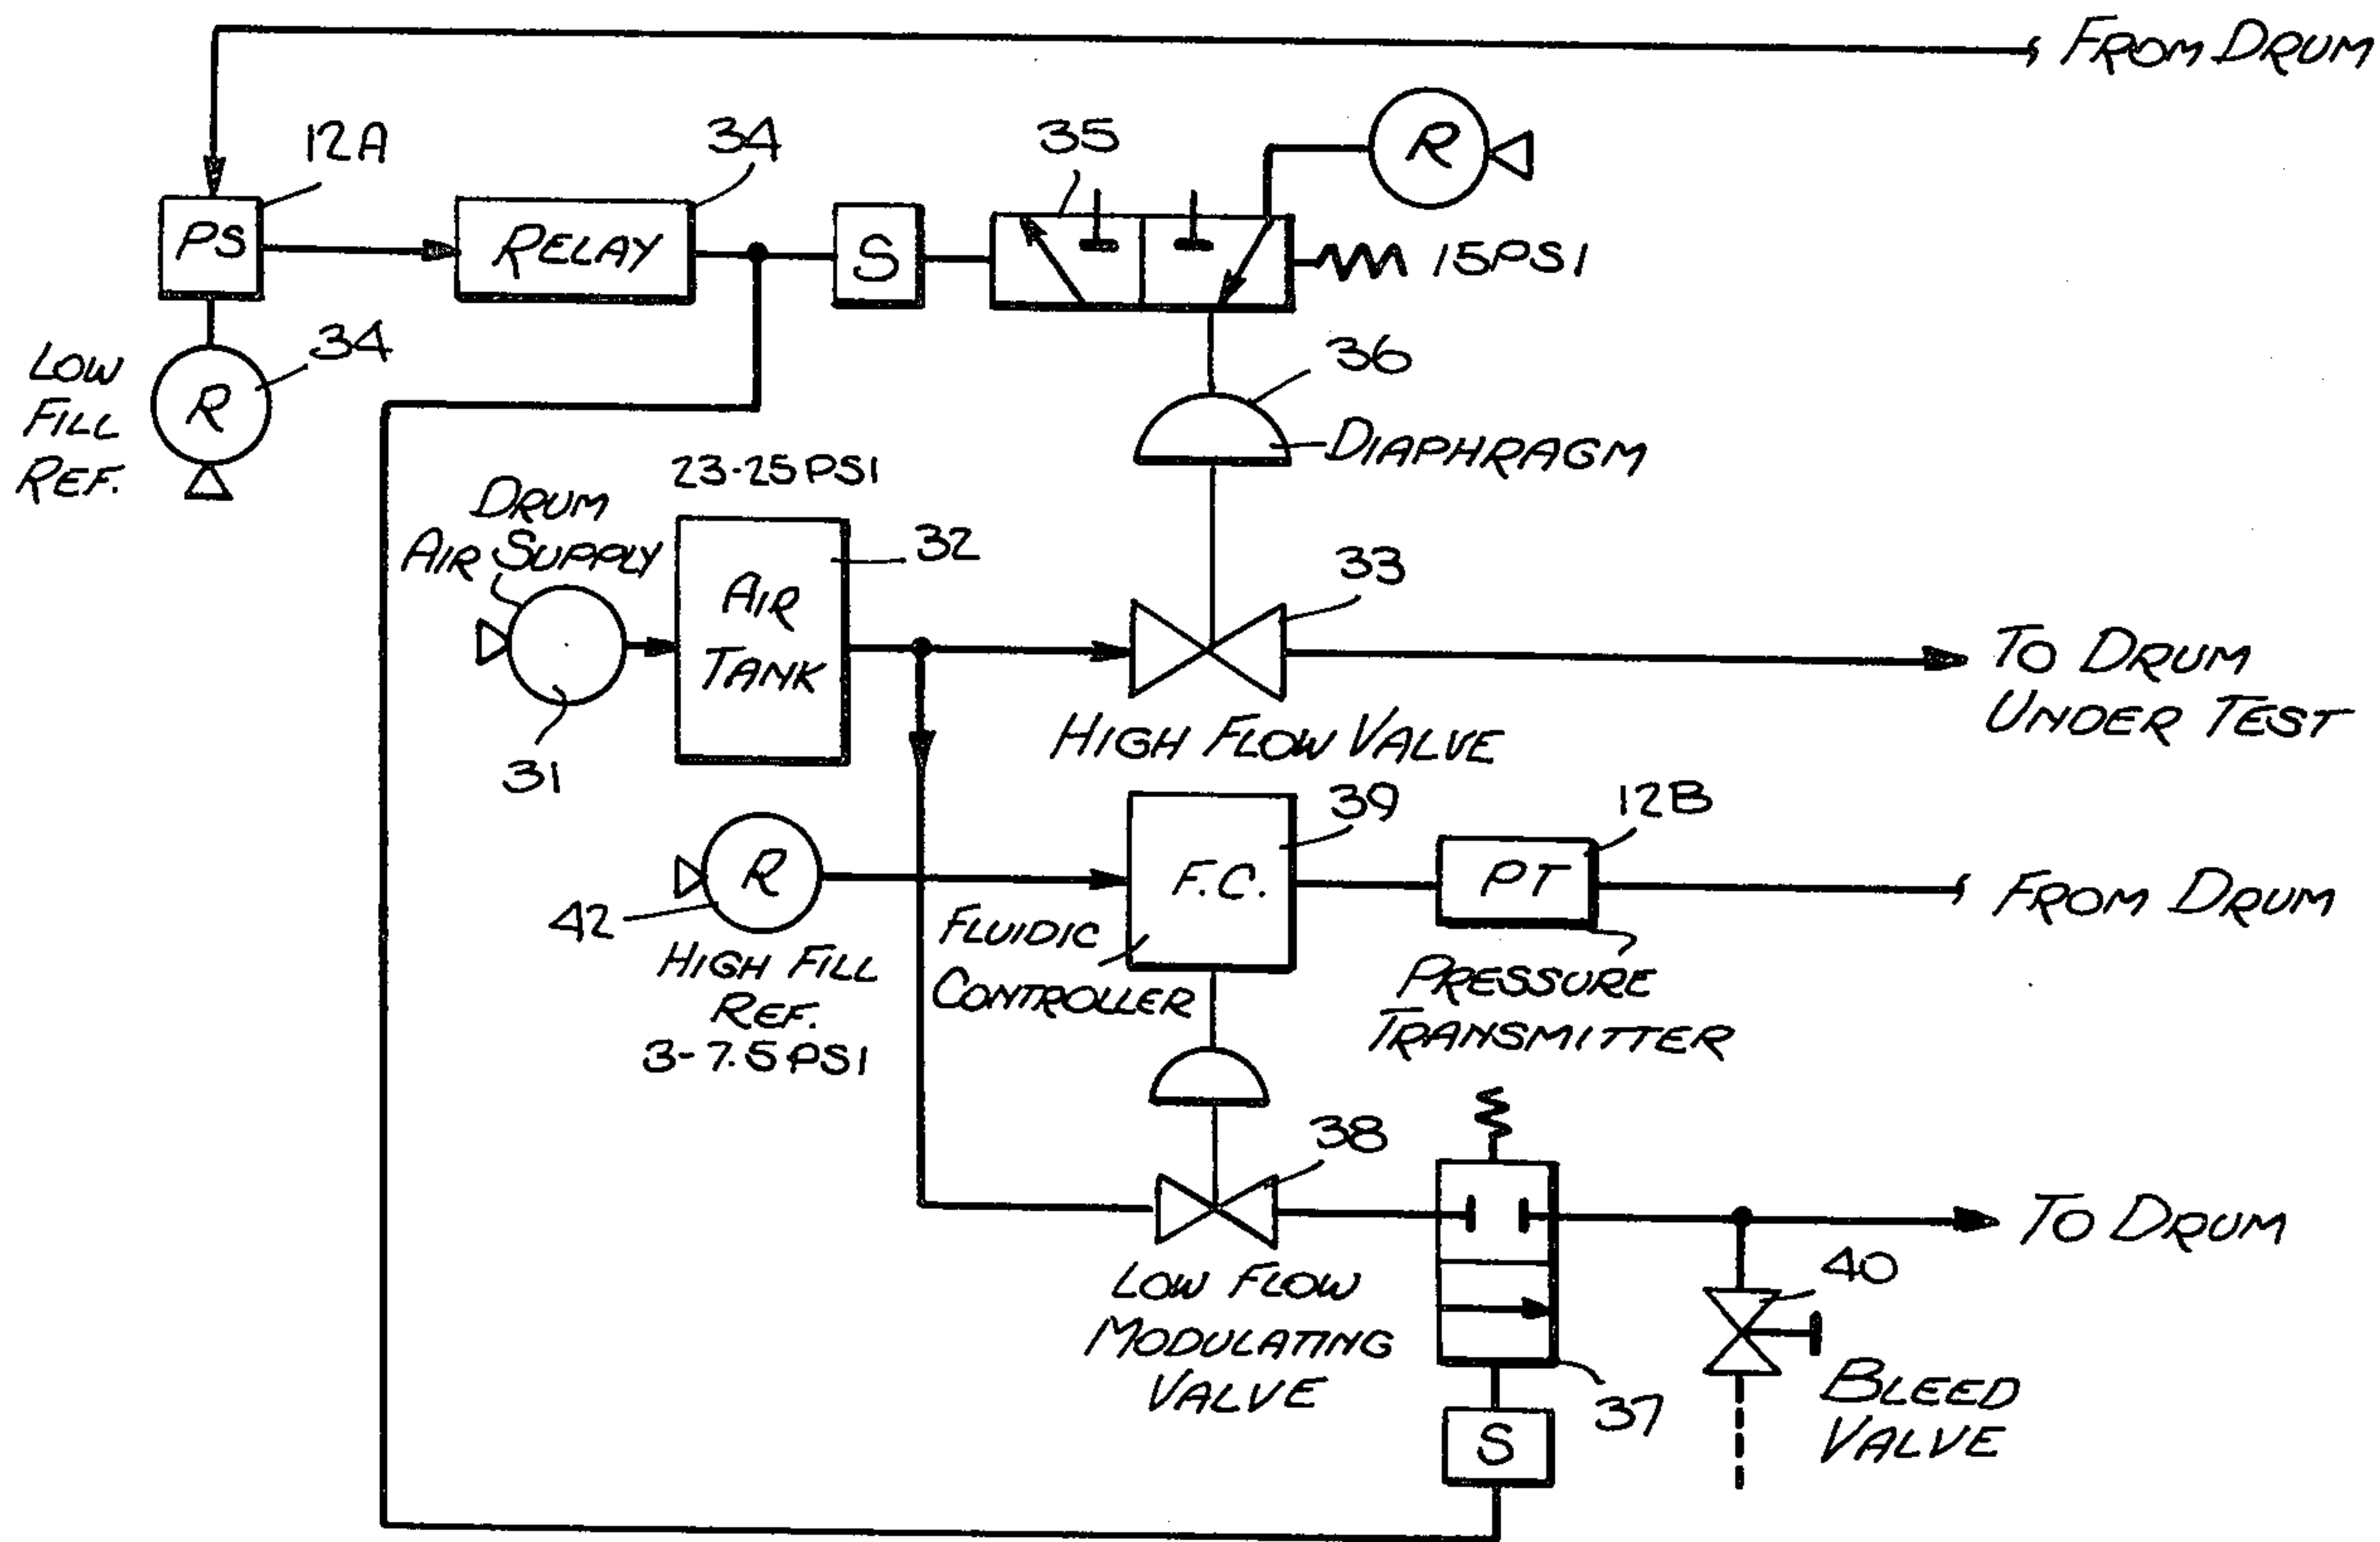 FROM DRUM
12A
34
35
R
PS
RELAY
S
15PSI
LOW
FILL
REF.
34
R
36
DIAPHRAGM
23-25PSI
DRUM
AIR SUPPLY
32
AIR
TANK
33
TO DRUM
UNDER TEST
HIGH FLOW VALVE
31
39
12B
R
F.C.
PT
FROM DRUM
42
HIGH FILL
REF.
3-7.5PSI
FLUIDIC
CONTROLLER
PRESSURE
TRANSMITTER
38
TO DRUM
40
LOW FLOW
MODULATING
VALVE
37
BLEED
VALVE
S